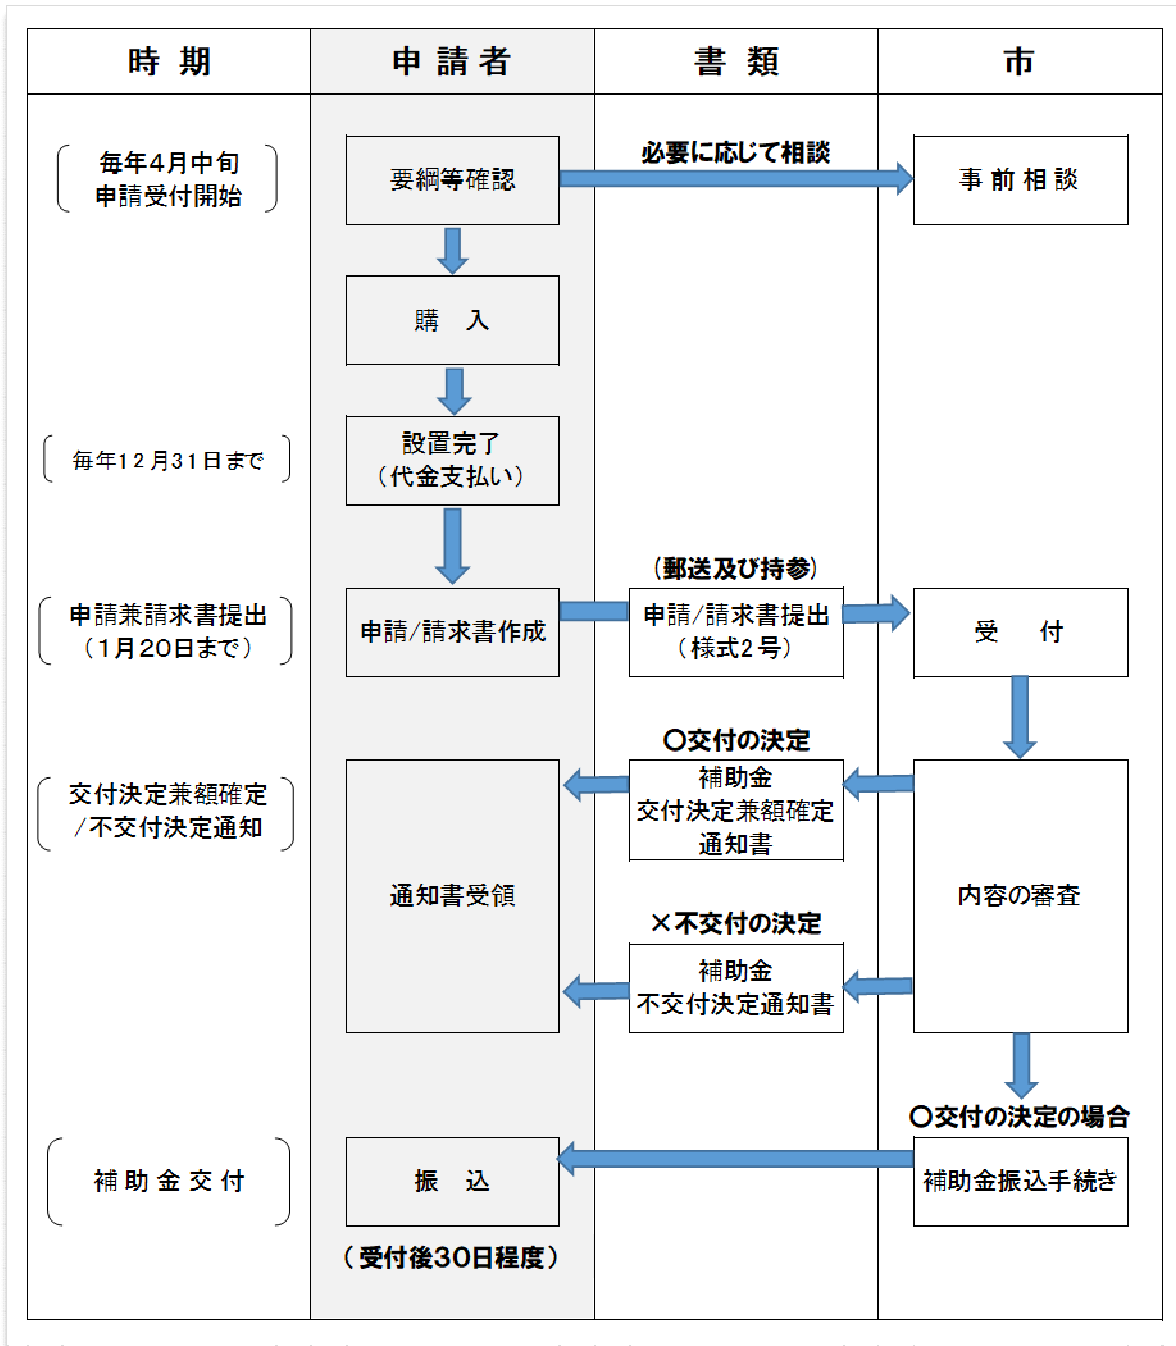 時 期
申 請 者
書 類
市
毎年4月中旬
申請受付開始
要綱等確認
必要に応じて相談
事 前 相 談
購 入
毎年12月31日まで
設置完了
（代金支払い）
申請兼請求書提出
（1月20日まで）
申請/請求書作成
（郵送及び持参）
申請/請求書提出
（様式2号）
受 付
交付決定兼額確定
/不交付決定通知
通知書受領
〇交付の決定
補助金
交付決定兼額確定
通知書
×不交付の決定
補助金
不交付決定通知書
内容の審査
〇交付の決定の場合
補 助 金 交 付
振 込
（受付後30日程度）
補助金振込手続き